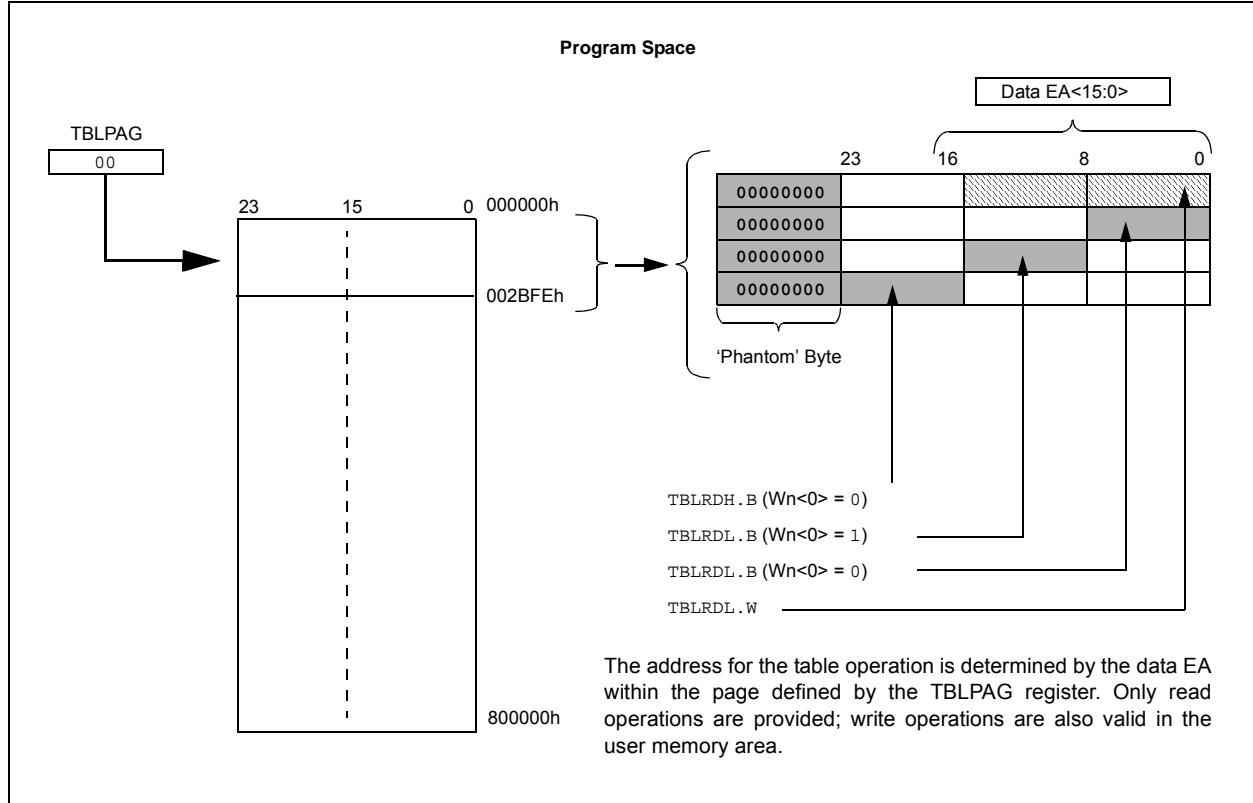 Program Space
Data EA<15:0>
TBLPAG
00
23 16 8 0
23 15 0
000000h
002BFEh
800000h
00000000
00000000
00000000
00000000
‘Phantom’ Byte
TBLRDH.B (Wn<0> = 0)
TBLRDL.B (Wn<0> = 1)
TBLRDL.B (Wn<0> = 0)
TBLRDL.W
The address for the table operation is determined by the data EA
within the page defined by the TBLPAG register. Only read
operations are provided; write operations are also valid in the
user memory area.